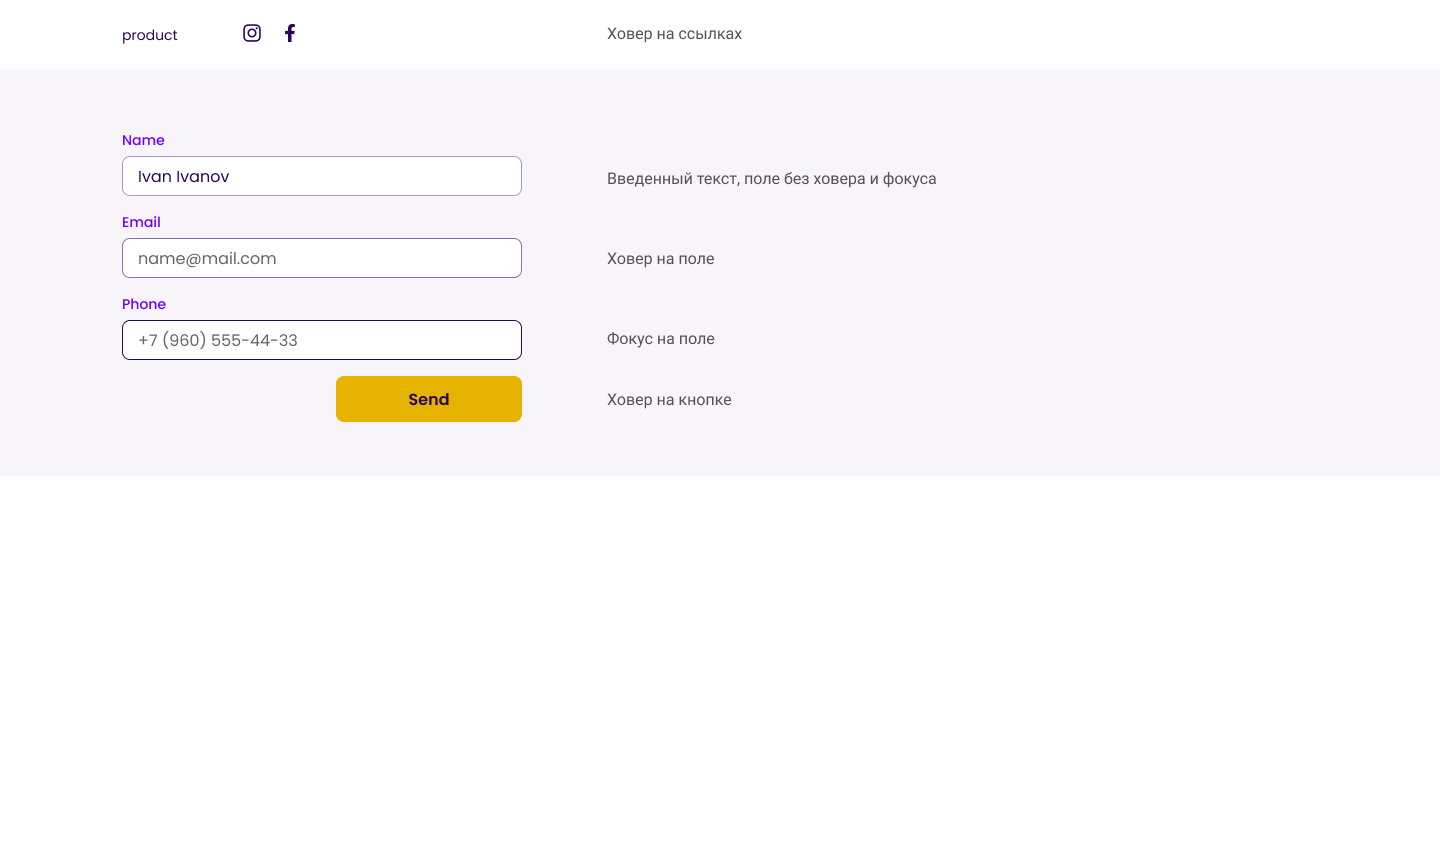 product
Ховер на ссылках
Name
Ivan Ivanov
Введенный текст, поле без ховера и фокуса
Email
name@mail.com
Ховер на поле
Phone
+7 (960) 555-44-33
Фокус на поле
Send
Ховер на кнопке